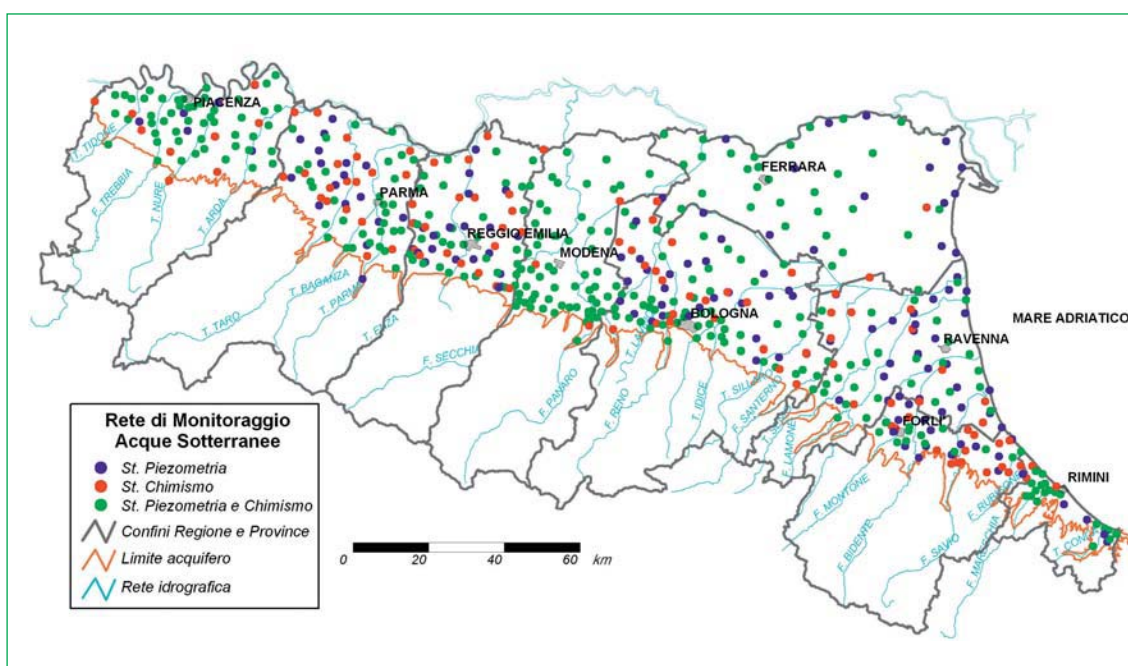 PIACENZA
T. TIDONE
F. TREBBIA
T. NURE
T. ARDA
PARMA
REGGIO EMILIA
MODENA
FERRARA
BOLOGNA
RAVENNA
MARE ADRIATICO
FORLI'
RIMINI
T. TARO
T. BAGANZA
T. PARMA
T. ENZA
F. SECCHIA
F. PANARO
F. RENO
T. IDICE
F. SANTERNO
F. LAMONE
F. MONTONE
F. BIDENTE
F. SAVIO
F. RUBICONE
F. MARECCHIA
T. CONCA
Rete di Monitoraggio
Acque Sotterranee
St. Piezometria
St. Chimismo
St. Piezometria e Chimismo
Confini Regione e Province
Limite acquifero
Rete idrografica
0 20 40 60
km